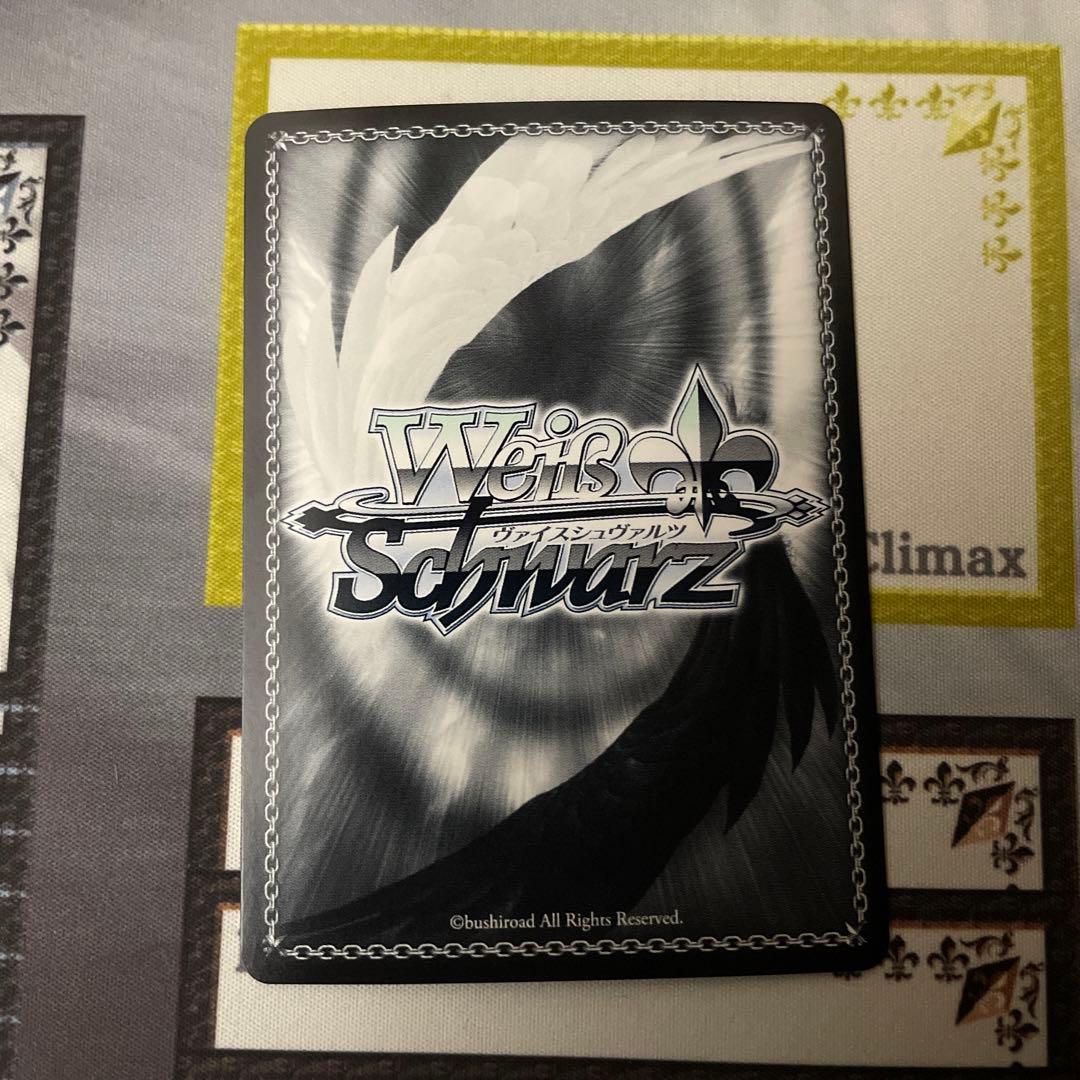 Weiß
ヴァイスシュヴァルツ
Schwarz
Climax
©bushiroad All Rights Reserved.